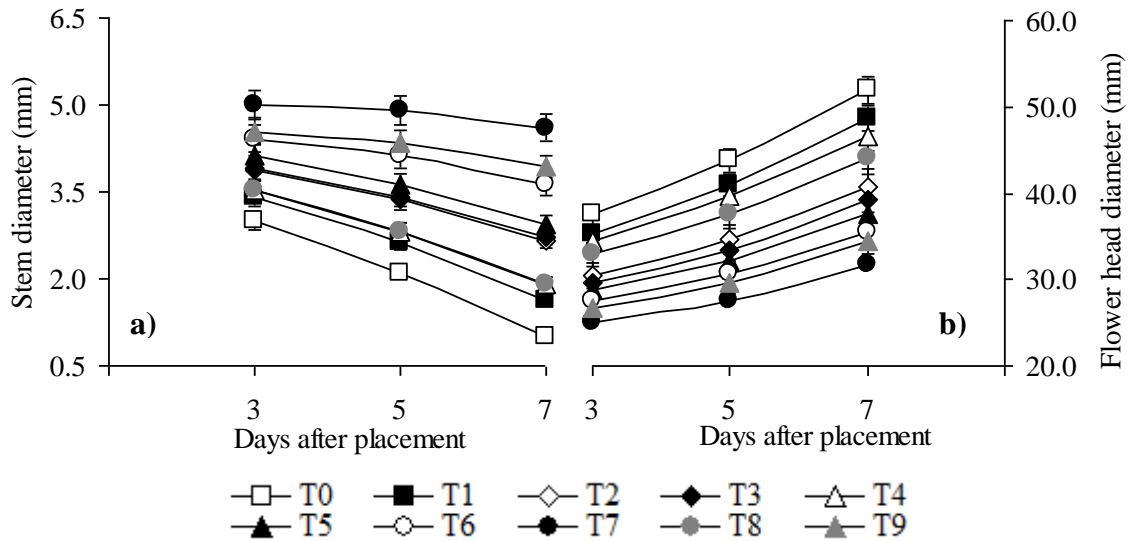 6.5
5.0
3.5
2.0
0.5
Stem diameter (mm)
a)
3 5 7
Days after placement
60.0
50.0
40.0
30.0
20.0
Flower head diameter (mm)
b)
3 5 7
Days after placement
T0 T1 T2 T3 T4
T5 T6 T7 T8 T9